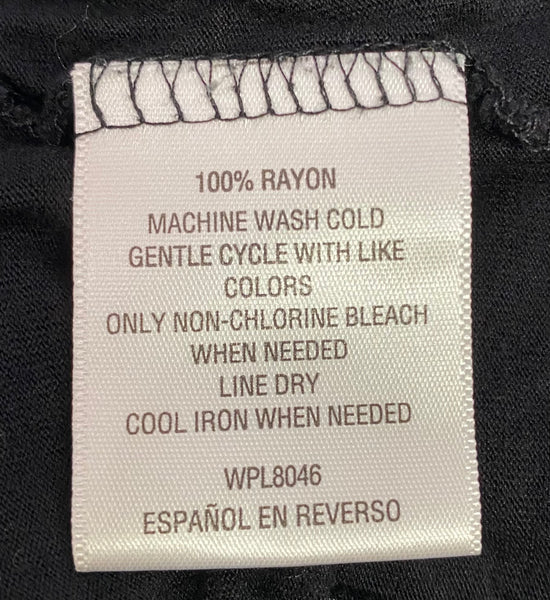 100% RAYON
MACHINE WASH COLD
GENTLE CYCLE WITH LIKE
COLORS
ONLY NON-CHLORINE BLEACH
WHEN NEEDED
LINE DRY
COOL IRON WHEN NEEDED
WPL8046
ESPAÑOL EN REVERSO